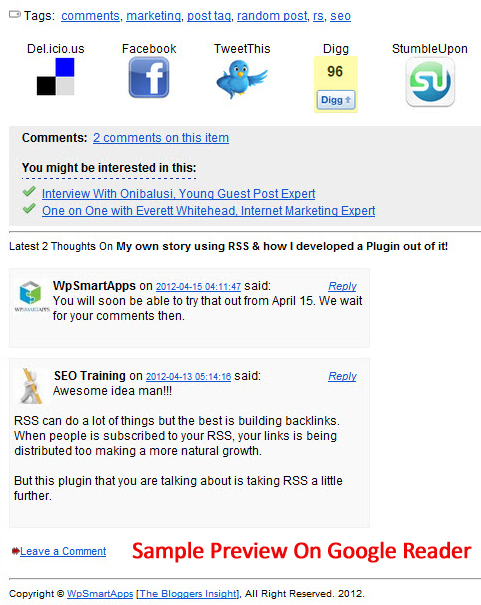 Tags: comments, marketing, post taq, random post, rs, seo
Del.icio.us Facebook TweetThis Digg StumbleUpon
96
Digg
Comments: 2 comments on this item
You might be interested in this:
Interview With Onibalusi, Young Guest Post Expert
One on One with Everett Whitehead, Internet Marketing Expert
Latest 2 Thoughts On My own story using RSS & how I developed a Plugin out of it!
WpSmartApps on 2012-04-15 04:11:47 said: Reply
You will soon be able to try that out from April 15. We wait
for your comments then.
WPSMARTAPPS
SEO Training on 2012-04-13 05:14:16 said: Reply
Awesome idea man!!!
RSS can do a lot of things but the best is building backlinks.
When people is subscribed to your RSS, your links is being
distributed too making a more natural growth.
But this plugin that you are talking about is taking RSS a little
further.
Leave a Comment
Sample Preview On Google Reader
Copyright © WpSmartApps [The Bloggers Insight], All Right Reserved. 2012.